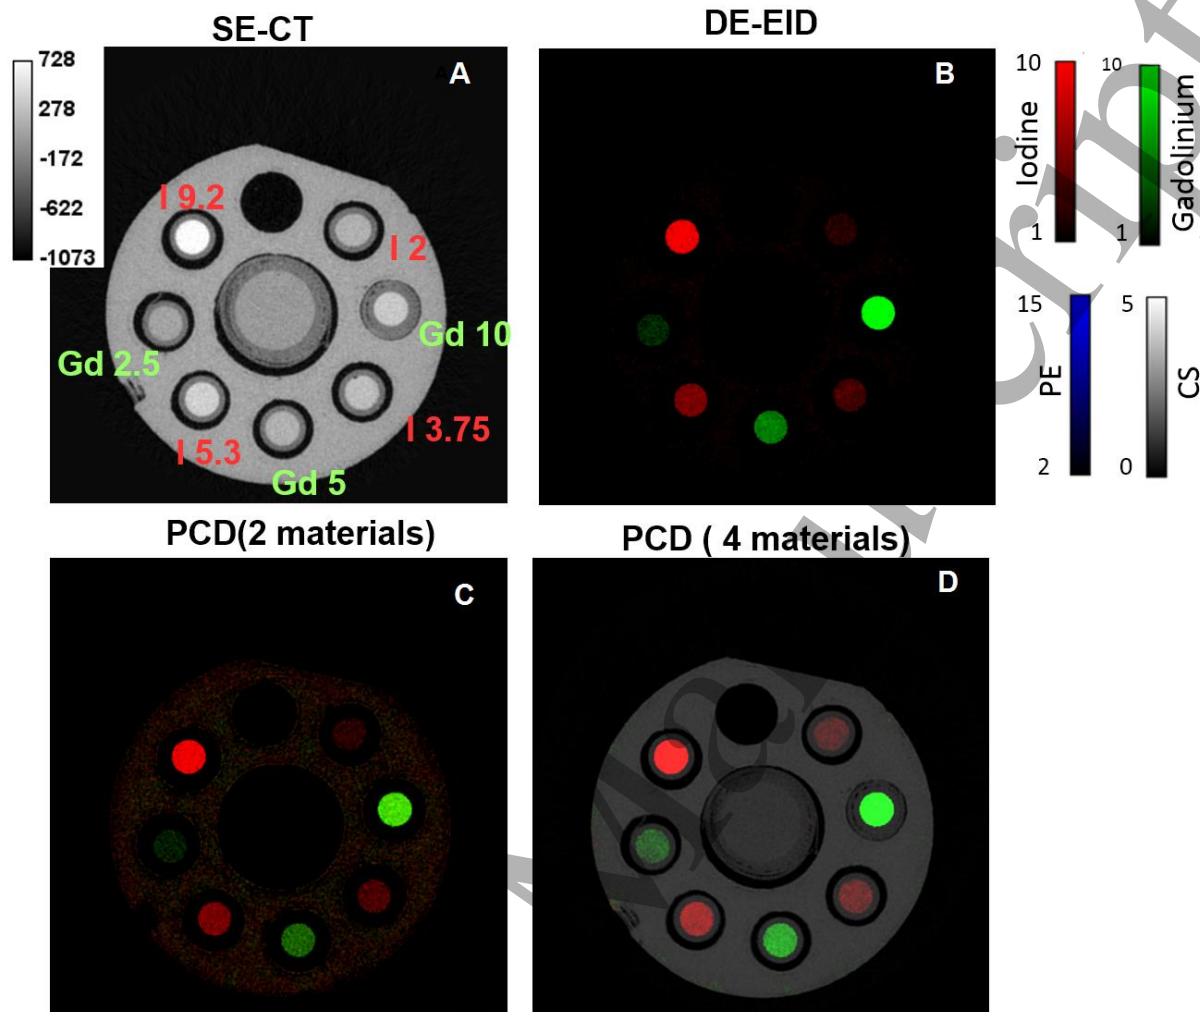 SE-CT
DE-EID
728
278
-172
-622
-1073
A
I 9.2
I 2
Gd 10
Gd 2.5
I 3.75
I 5.3
Gd 5
B
10
Iodine
1
10
Gadolinium
1
15
PE
2
5
CS
0
PCD(2 materials)
PCD ( 4 materials)
C
D